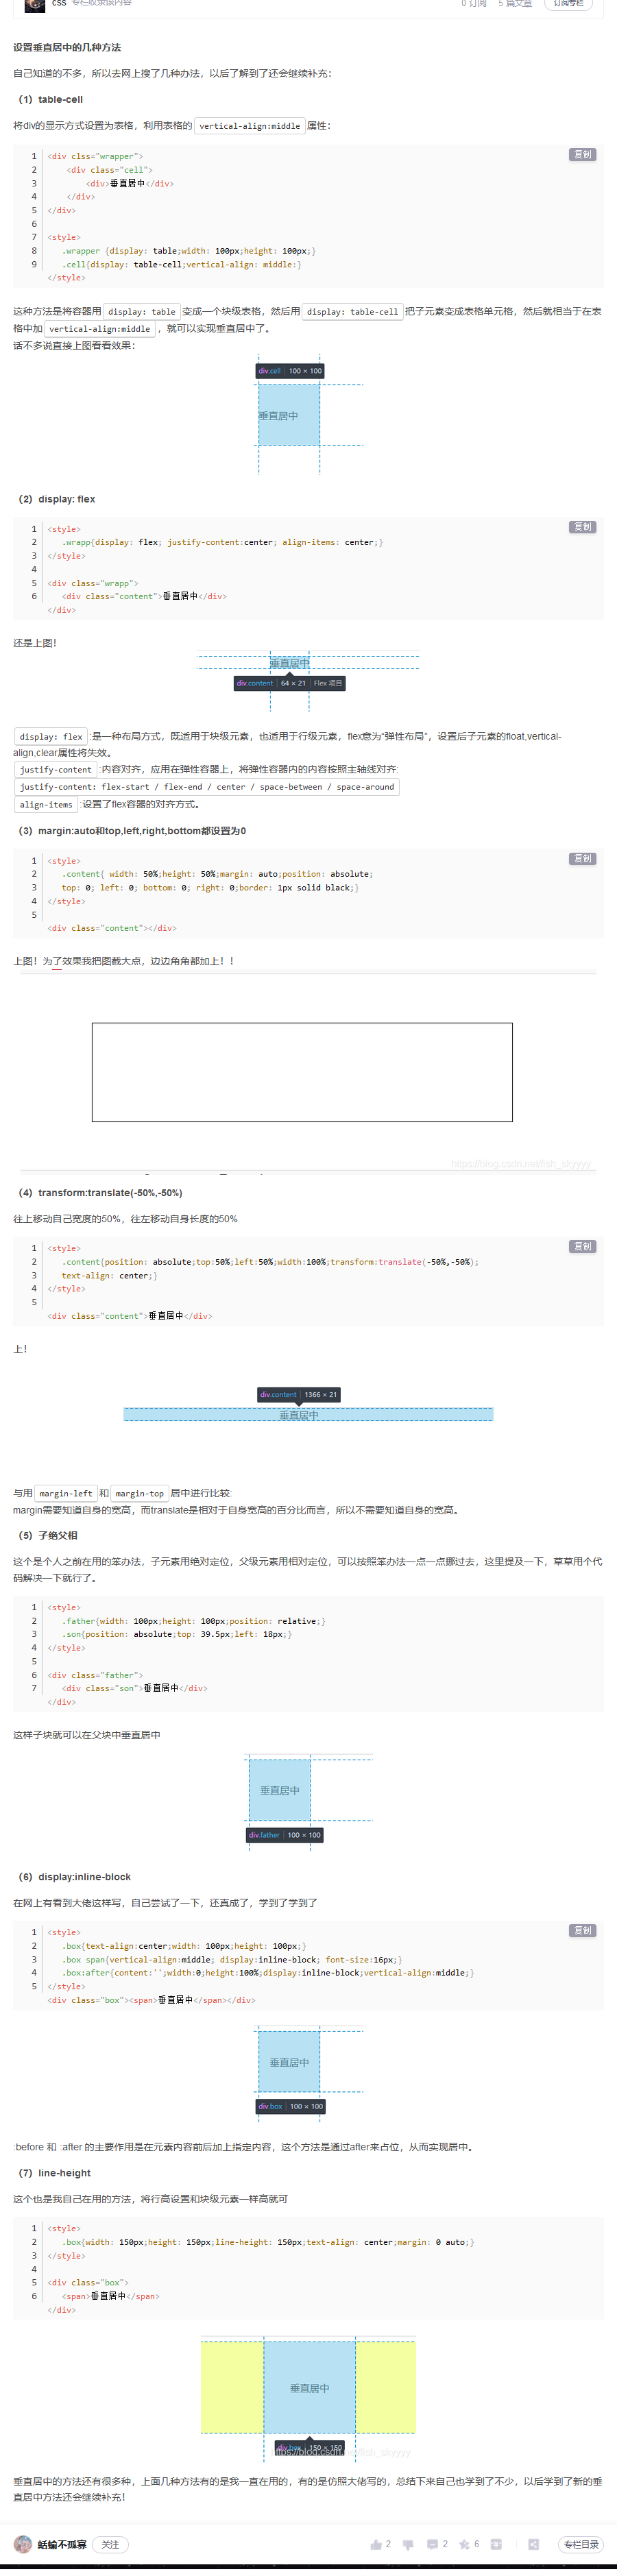 css 专栏收录该内容
0 订阅 5 篇文章 订阅专栏
设置垂直居中的几种方法
自己知道的不多，所以去网上搜了几种办法，以后了解到了还会继续补充：
（1）table-cell
将div的显示方式设置为表格，利用表格的 vertical-align:middle 属性：
复制
1 <div clss="wrapper">
2 <div class="cell">
3 <div>垂直居中</div>
4 </div>
5 </div>
6
7 <style>
8 .wrapper {display: table;width: 100px;height: 100px;}
9 .cell{display: table-cell;vertical-align: middle:}
</style>
这种方法是将容器用 display: table 变成一个块级表格，然后用 display: table-cell 把子元素变成表格单元格，然后就相当于在表
格中加 vertical-align:middle ，就可以实现垂直居中了。
话不多说直接上图看看效果：
div.cell 100 × 100
垂直居中
（2）display: flex
复制
1 <style>
2 .wrapp{display: flex; justify-content:center; align-items: center;}
3 </style>
4
5 <div class="wrapp">
6 <div class="content">垂直居中</div>
</div>
还是上图！
垂直居中
div.content 64 × 21 Flex 项目
display: flex :是一种布局方式，既适用于块级元素，也适用于行级元素，flex意为“弹性布局”，设置后子元素的float,vertical-
align,clear属性将失效。
justify-content :内容对齐，应用在弹性容器上，将弹性容器内的内容按照主轴线对齐:
justify-content: flex-start / flex-end / center / space-between / space-around
align-items :设置了flex容器的对齐方式。
（3）margin:auto和top,left,right,bottom都设置为0
复制
1 <style>
2 .content{ width: 50%;height: 50%;margin: auto;position: absolute;
3 top: 0; left: 0; bottom: 0; right: 0;border: 1px solid black;}
4 </style>
5
<div class="content"></div>
上图！为了效果我把图截大点，边边角角都加上！！
https://blog.csdn.net/fish_skyyyy
（4）transform:translate(-50%,-50%)
往上移动自己宽度的50%，往左移动自身长度的50%
复制
1 <style>
2 .content{position: absolute;top:50%;left:50%;width:100%;transform:translate(-50%,-50%);
3 text-align: center;}
4 </style>
5
<div class="content">垂直居中</div>
上！
div.content 1366 × 21
垂直居中
与用 margin-left 和 margin-top 居中进行比较:
margin需要知道自身的宽高，而translate是相对于自身宽高的百分比而言，所以不需要知道自身的宽高。
（5）子绝父相
这个是个人之前在用的笨办法，子元素用绝对定位，父级元素用相对定位，可以按照笨办法一点一点挪过去，这里提及一下，草草用个代
码解决一下就行了。
1 <style>
2 .father{width: 100px;height: 100px;position: relative;}
3 .son{position: absolute;top: 39.5px;left: 18px;}
4 </style>
5
6 <div class="father">
7 <div class="son">垂直居中</div>
</div>
这样子块就可以在父块中垂直居中
垂直居中
div.father 100 × 100
（6）display:inline-block
在网上有看到大佬这样写，自己尝试了一下，还真成了，学到了学到了
复制
1 <style>
2 .box{text-align:center;width: 100px;height: 100px;}
3 .box span{vertical-align:middle; display:inline-block; font-size:16px;}
4 .box:after{content:'';width:0;height:100%;display:inline-block;vertical-align:middle;}
5 </style>
<div class="box"><span>垂直居中</span></div>
垂直居中
div.box 100 × 100
:before 和 :after 的主要作用是在元素内容前后加上指定内容，这个方法是通过after来占位，从而实现居中。
（7）line-height
这个也是我自己在用的方法，将行高设置和块级元素一样高就可
1 <style>
2 .box{width: 150px;height: 150px;line-height: 150px;text-align: center;margin: 0 auto;}
3 </style>
4
5 <div class="box">
6 <span>垂直居中</span>
</div>
垂直居中
div.box 150 × 150
https://blog.csdn.net/fish_skyyyy
垂直居中的方法还有很多种，上面几种方法有的是我一直在用的，有的是仿照大佬写的，总结下来自己也学到了不少，以后学到了新的垂
直居中方法还会继续补充！
蛞蝓不孤寡 关注 2 2 6 专栏目录